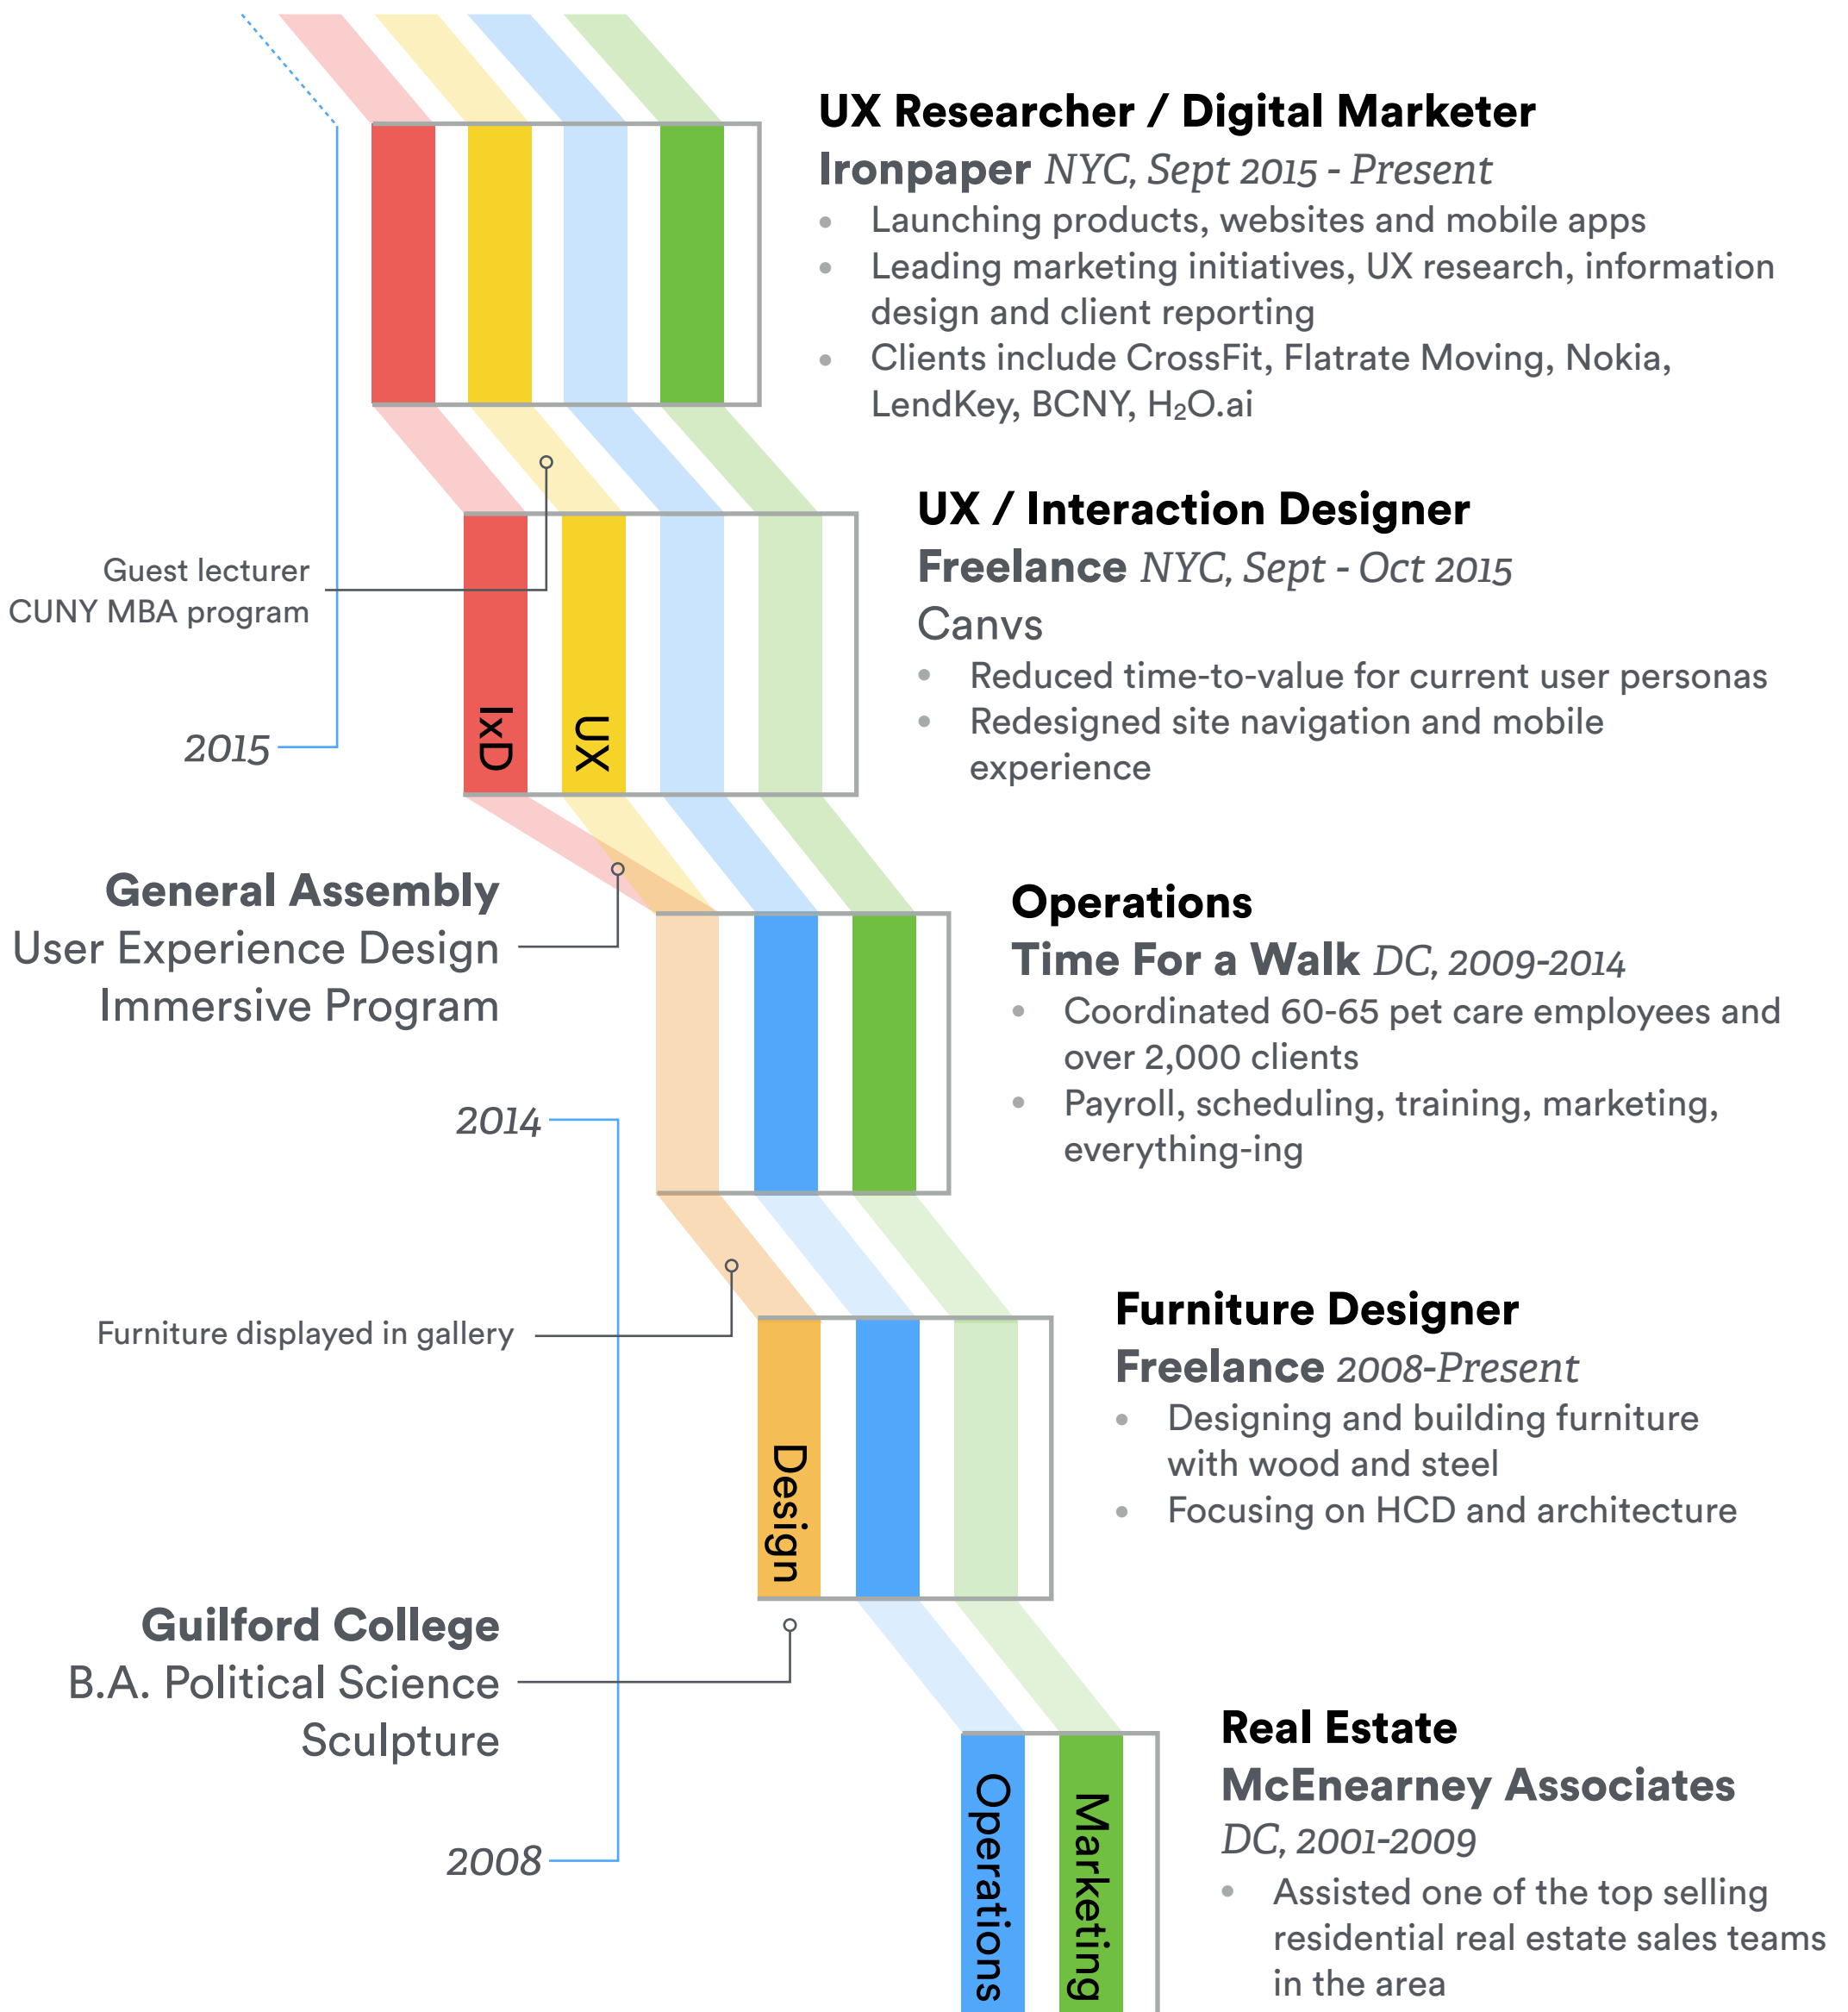 UX Researcher / Digital Marketer
Ironpaper NYC, Sept 2015 - Present
• Launching products, websites and mobile apps
• Leading marketing initiatives, UX research, information
design and client reporting
• Clients include CrossFit, Flatrate Moving, Nokia,
LendKey, BCNY, H₂O.ai
UX / Interaction Designer
Freelance NYC, Sept - Oct 2015
Canvs
• Reduced time-to-value for current user personas
• Redesigned site navigation and mobile
experience
Guest lecturer
CUNY MBA program
IxD
UX
2015
General Assembly
User Experience Design
Immersive Program
Operations
Time For a Walk DC, 2009-2014
• Coordinated 60-65 pet care employees and
over 2,000 clients
• Payroll, scheduling, training, marketing,
everything-ing
2014
Furniture displayed in gallery
Furniture Designer
Freelance 2008-Present
• Designing and building furniture
with wood and steel
• Focusing on HCD and architecture
Design
Guilford College
B.A. Political Science
Sculpture
2008
Real Estate
McEnearney Associates
DC, 2001-2009
• Assisted one of the top selling
residential real estate sales teams
in the area
Operations
Marketing